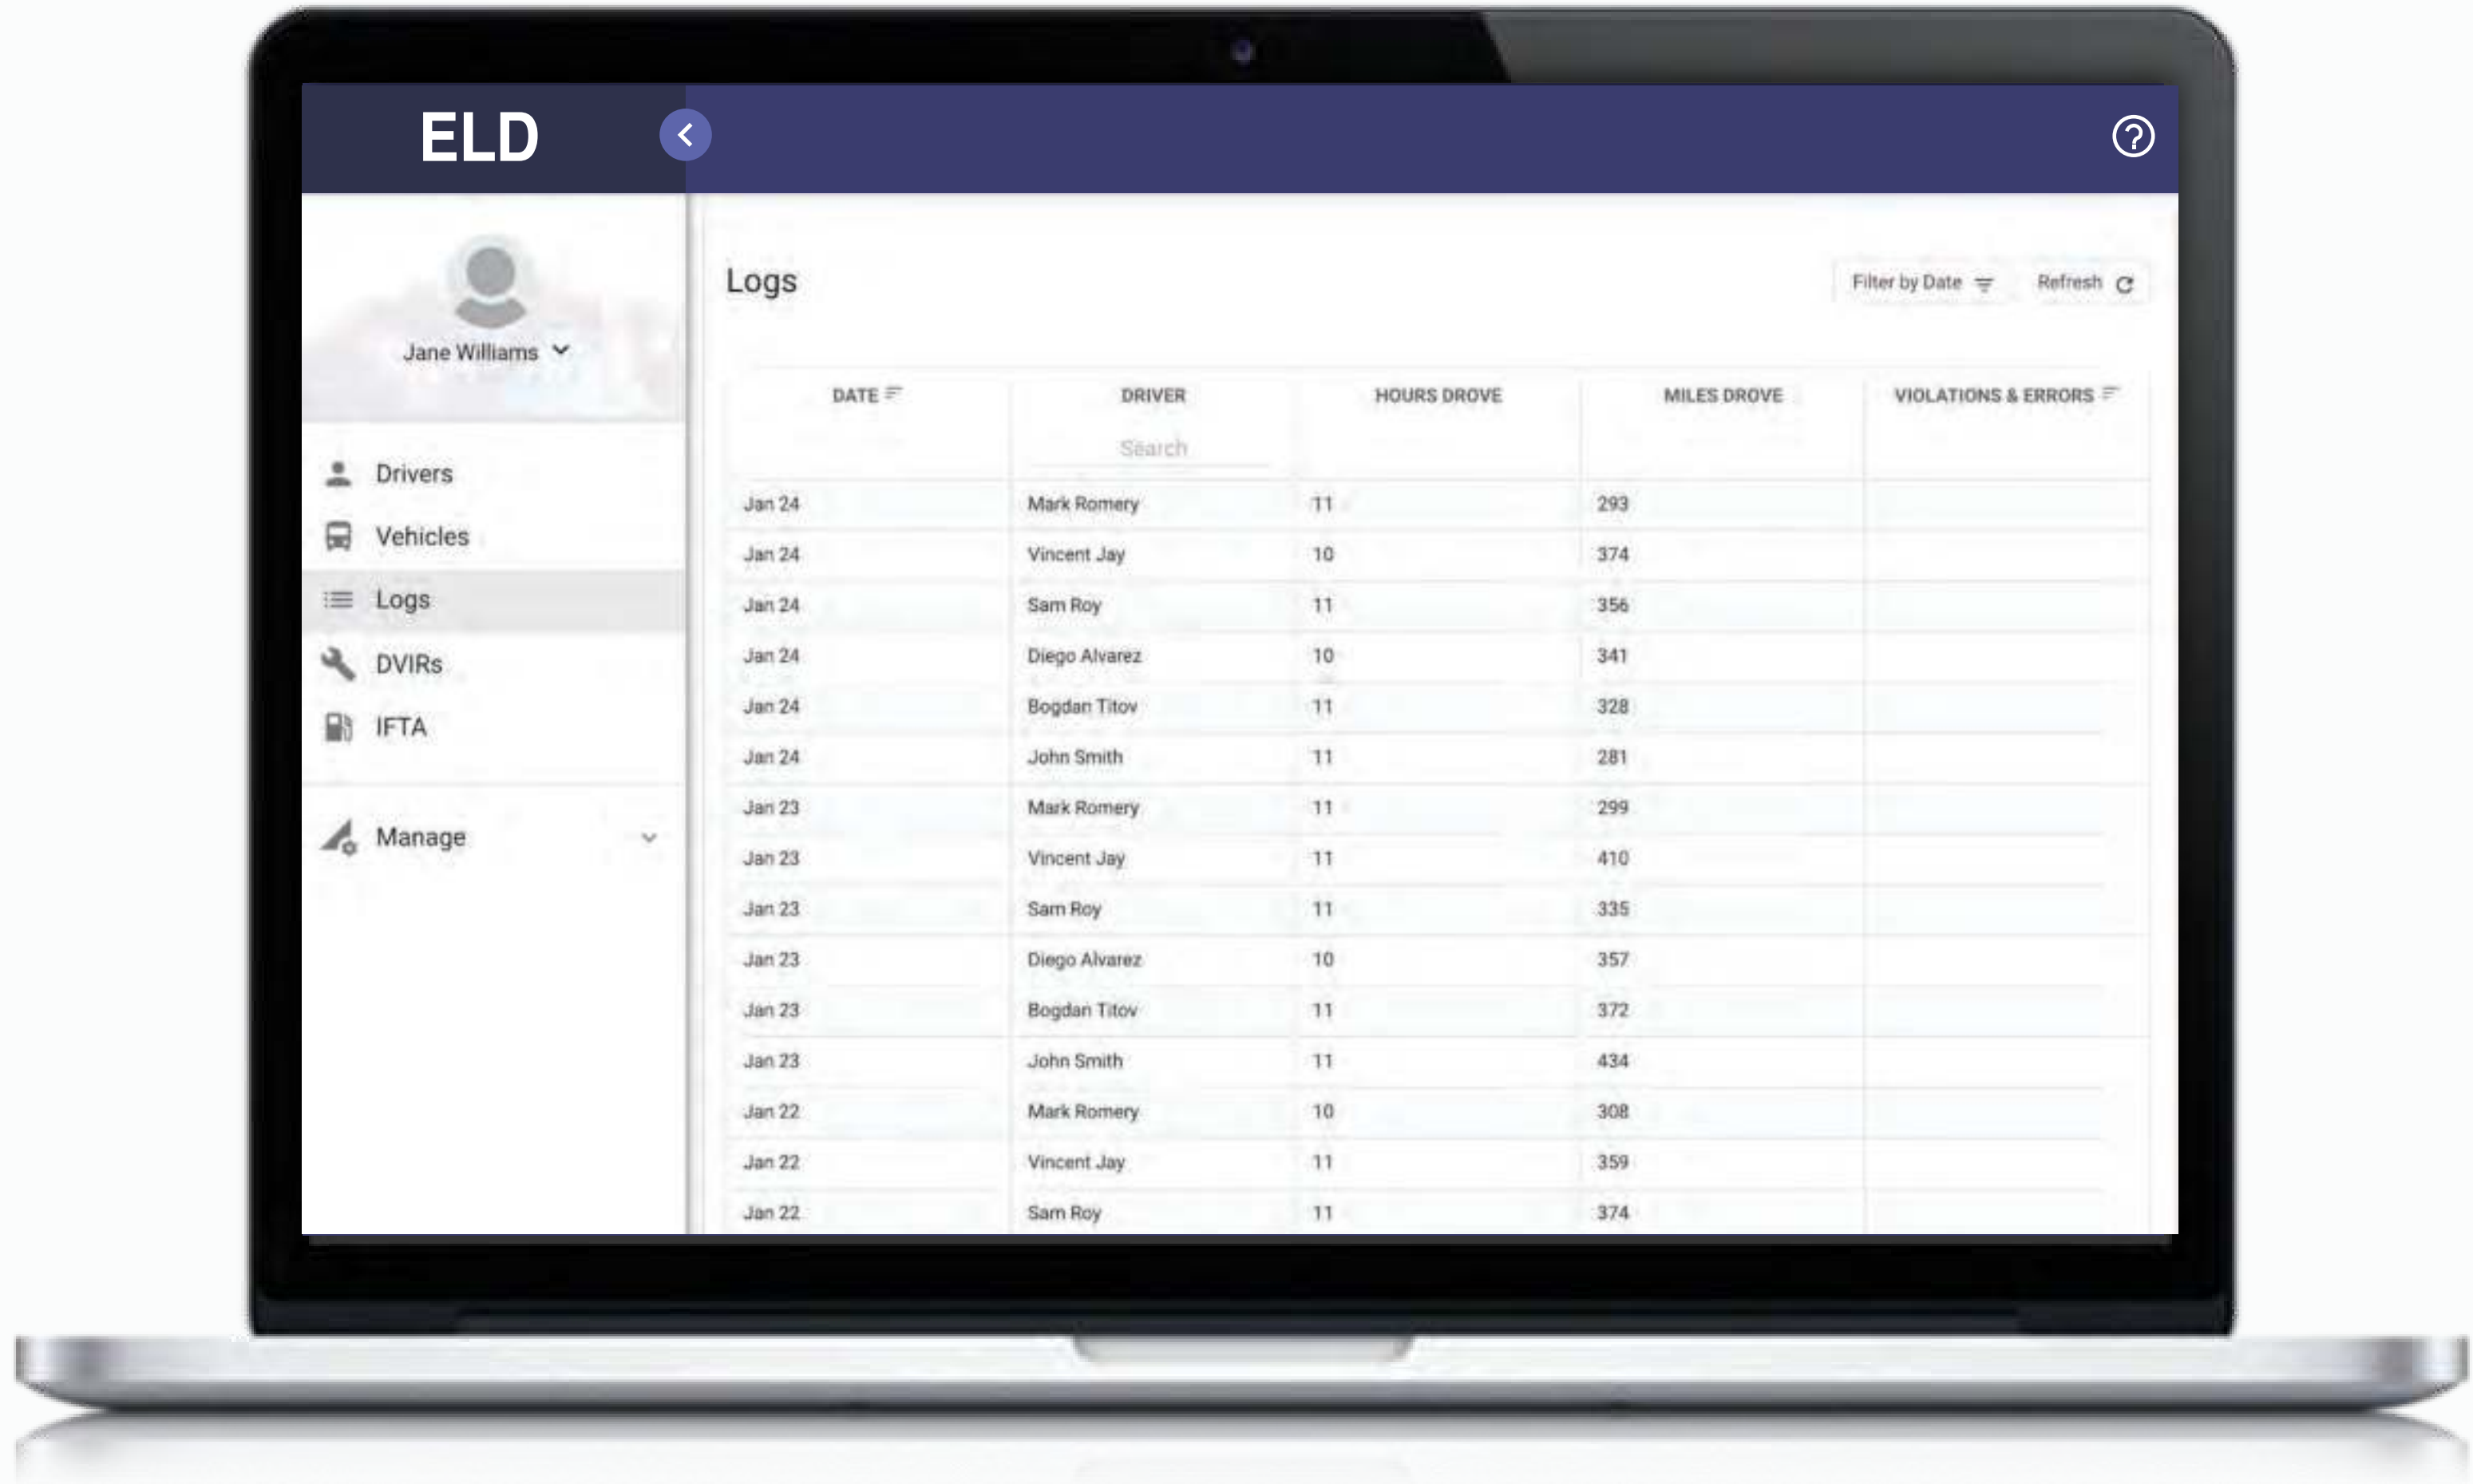 ELD
Jane Williams
Drivers
Vehicles
Logs
DVIRs
IFTA
Manage
Logs
Filter by Date Refresh
DATE DRIVER HOURS DROVE MILES DROVE VIOLATIONS & ERRORS
Search
Jan 24 Mark Romery 11 293
Jan 24 Vincent Jay 10 374
Jan 24 Sam Roy 11 356
Jan 24 Diego Alvarez 10 341
Jan 24 Bogdan Titov 11 328
Jan 24 John Smith 11 281
Jan 23 Mark Romery 11 299
Jan 23 Vincent Jay 11 410
Jan 23 Sam Roy 11 335
Jan 23 Diego Alvarez 10 357
Jan 23 Bogdan Titov 11 372
Jan 23 John Smith 11 434
Jan 22 Mark Romery 10 308
Jan 22 Vincent Jay 11 359
Jan 22 Sam Roy 11 374